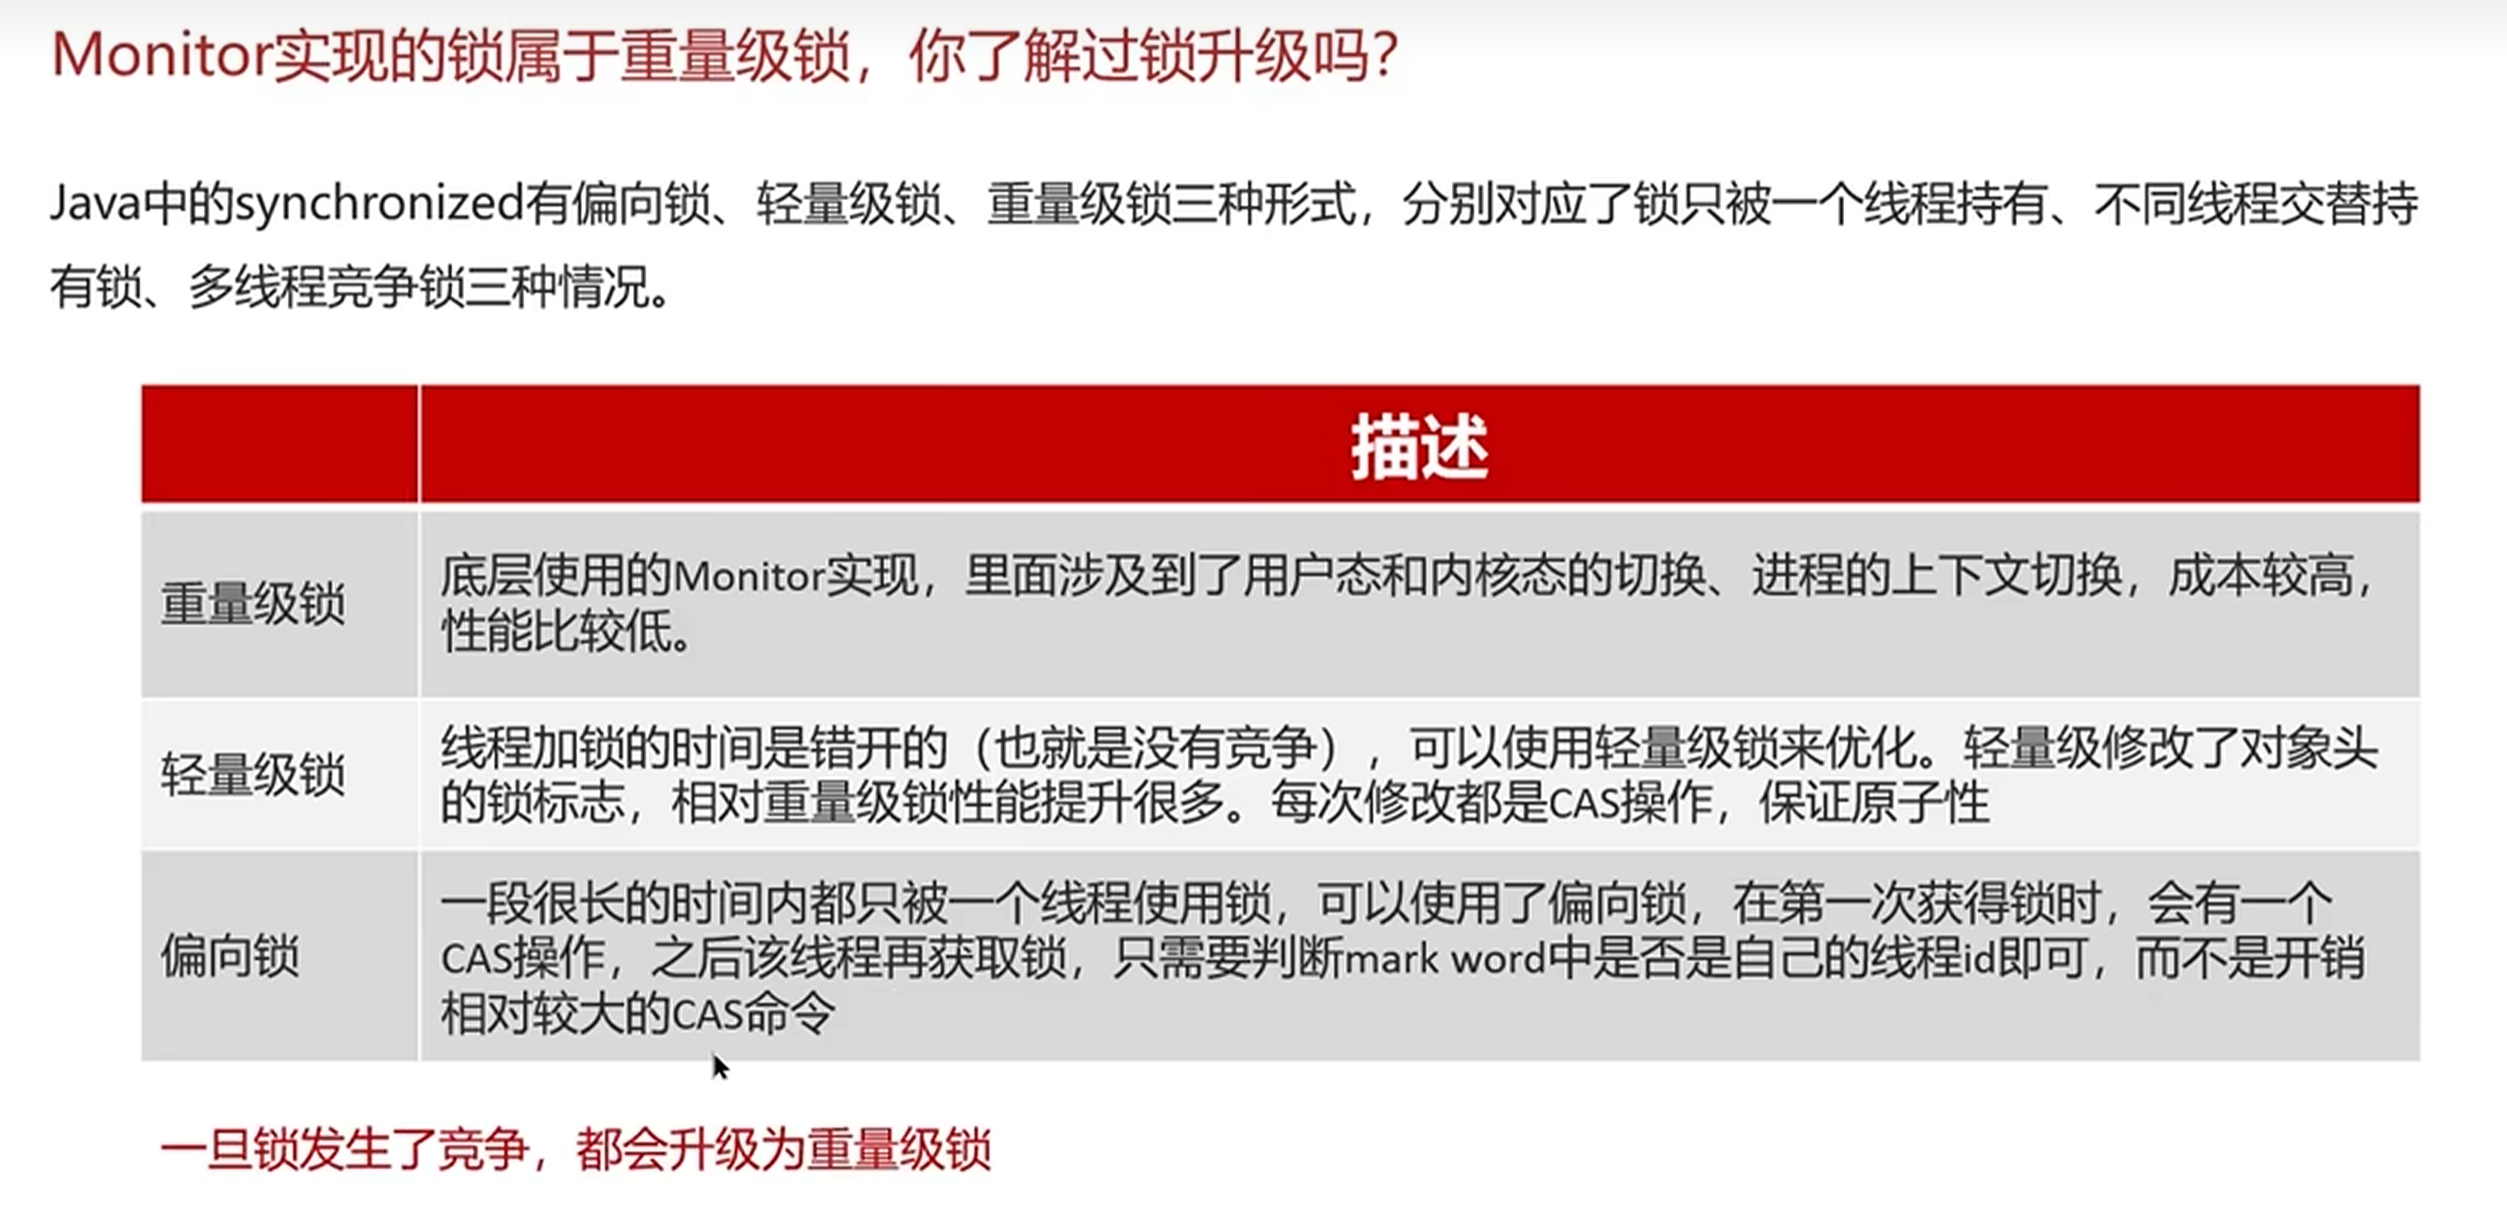 Monitor实现的锁属于重量级锁，你了解过锁升级吗？
Java中的synchronized有偏向锁、轻量级锁、重量级锁三种形式，分别对应了锁只被一个线程持有、不同线程交替持
有锁、多线程竞争锁三种情况。
描述
重量级锁
底层使用的Monitor实现，里面涉及到了用户态和内核态的切换、进程的上下文切换，成本较高，
性能比较低。
轻量级锁
线程加锁的时间是错开的（也就是没有竞争），可以使用轻量级锁来优化。轻量级修改了对象头
的锁标志，相对重量级锁性能提升很多。每次修改都是CAS操作，保证原子性
偏向锁
一段很长的时间内都只被一个线程使用锁，可以使用了偏向锁，在第一次获得锁时，会有一个
CAS操作，之后该线程再获取锁，只需要判断mark word中是否是自己的线程id即可，而不是开销
相对较大的CAS命令
一旦锁发生了竞争，都会升级为重量级锁